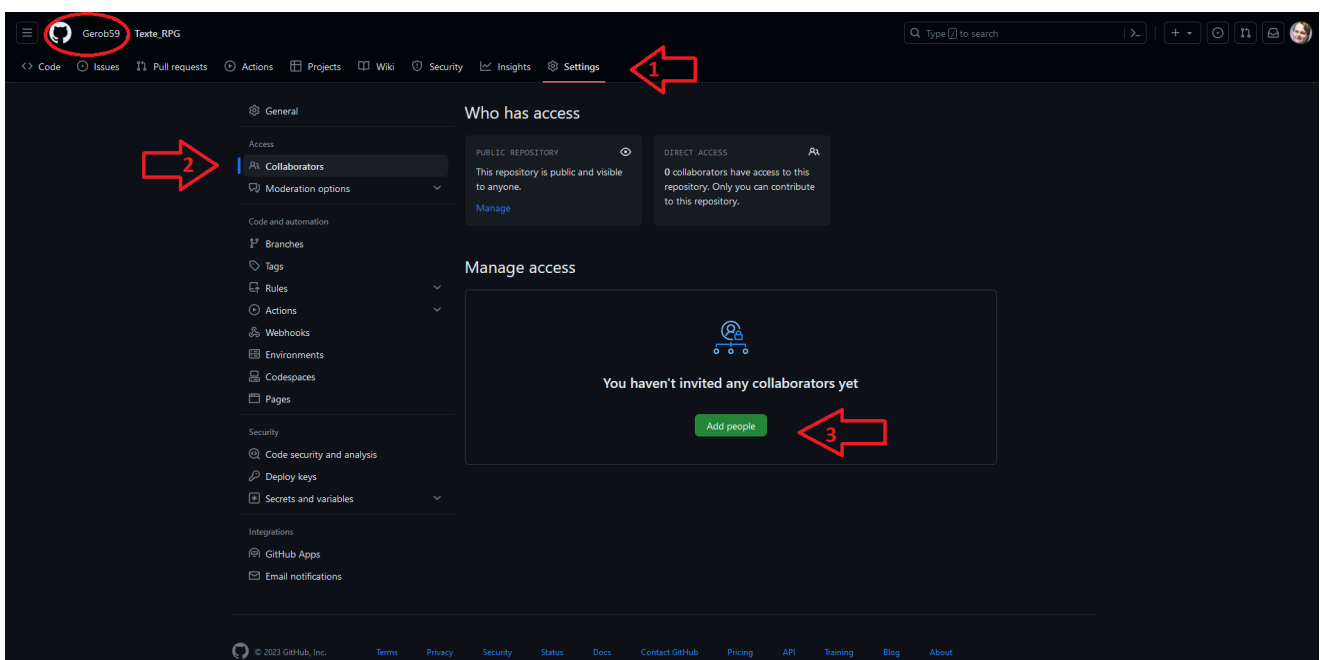 Gerob59 Texte_RPG
Type / to search
Code Issues Pull requests Actions Projects Wiki Security Insights Settings
1
General
Access
2
Collaborators
Moderation options
Code and automation
Branches
Tags
Rules
Actions
Webhooks
Environments
Codespaces
Pages
Security
Code security and analysis
Deploy keys
Secrets and variables
Integrations
GitHub Apps
Email notifications
Who has access
PUBLIC REPOSITORY
This repository is public and visible
to anyone.
Manage
DIRECT ACCESS
0 collaborators have access to this
repository. Only you can contribute
to this repository.
Manage access
You haven't invited any collaborators yet
Add people
3
© 2023 GitHub, Inc. Terms Privacy Security Status Docs Contact GitHub Pricing API Training Blog About